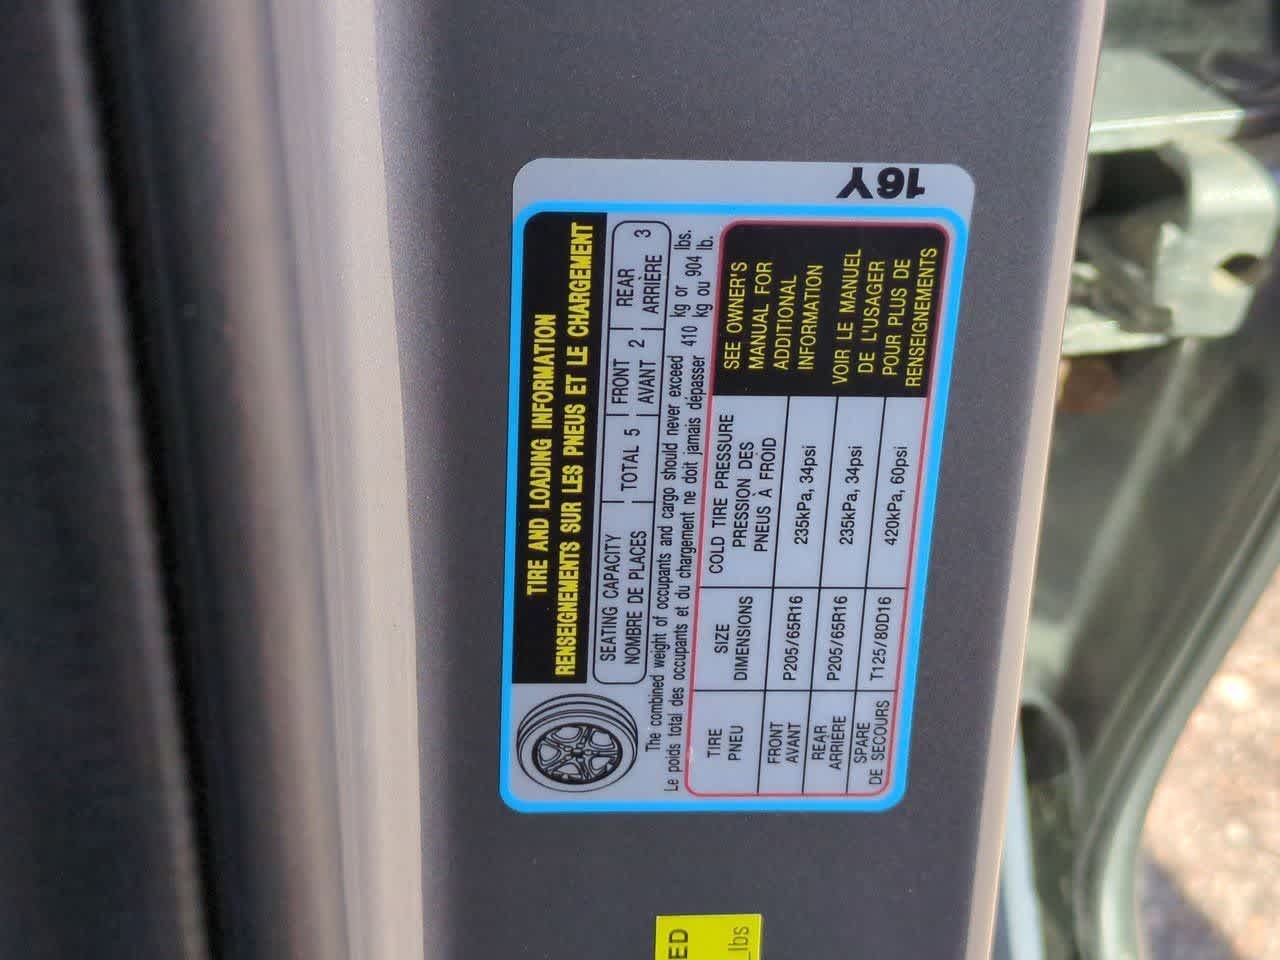 16Y
TIRE AND LOADING INFORMATION
RENSEIGNEMENTS SUR LES PNEUS ET LE CHARGEMENT
SEATING CAPACITY
NOMBRE DE PLACES
TOTAL 5
FRONT
AVANT 2
REAR
ARRIÈRE 3
The combined weight of occupants and cargo should never exceed 410 kg or 904 lbs.
Le poids total des occupants et du chargement ne doit jamais dépasser 410 kg ou 904 lb.
TIRE
PNEU
SIZE
DIMENSIONS
COLD TIRE PRESSURE
PRESSION DES
PNEUS À FROID
FRONT
AVANT
P205/65R16
235kPa, 34psi
REAR
ARRIÈRE
P205/65R16
235kPa, 34psi
SPARE
DE SECOURS
T125/80D16
420kPa, 60psi
SEE OWNER'S
MANUAL FOR
ADDITIONAL
INFORMATION
VOIR LE MANUEL
DE L'USAGER
POUR PLUS DE
RENSEIGNEMENTS
ED
lbs